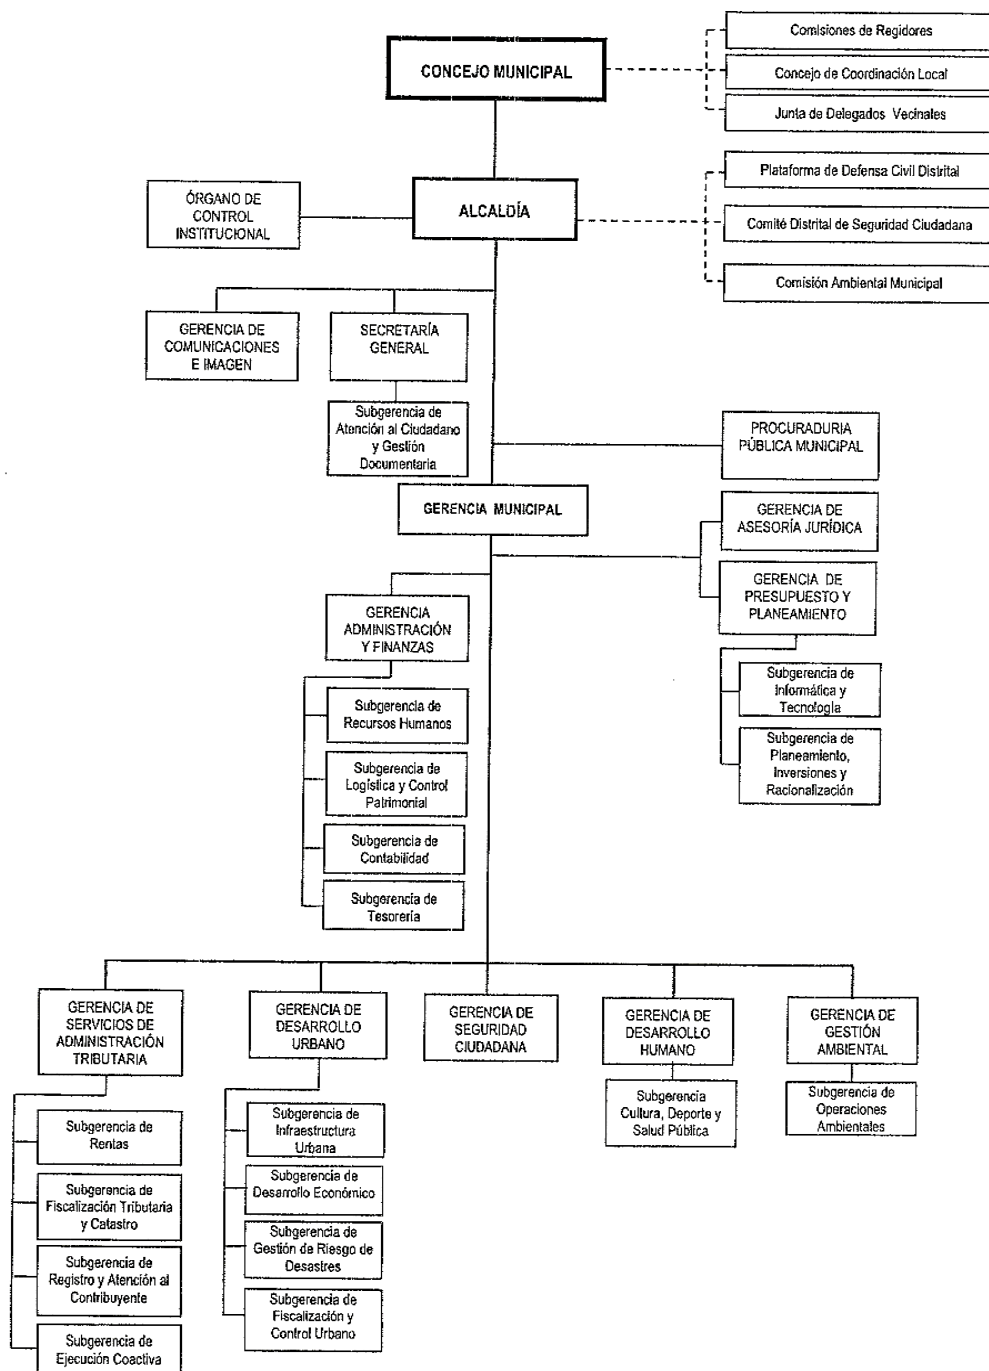 CONCEJO MUNICIPAL
Comisiones de Regidores
Concejo de Coordinación Local
Junta de Delegados Vecinales
ÓRGANO DE
CONTROL
INSTITUCIONAL
ALCALDÍA
Plataforma de Defensa Civil Distrital
Comité Distrital de Seguridad Ciudadana
Comisión Ambiental Municipal
GERENCIA DE
COMUNICACIONES
E IMAGEN
SECRETARÍA
GENERAL
Subgerencia de
Atención al Ciudadano
y Gestión
Documentaria
PROCURADURIA
PÚBLICA MUNICIPAL
GERENCIA MUNICIPAL
GERENCIA DE
ASESORÍA JURÍDICA
GERENCIA DE
PRESUPUESTO Y
PLANEAMIENTO
Subgerencia de
Informática y
Tecnología
Subgerencia de
Planeamiento,
Inversiones y
Racionalización
GERENCIA
ADMINISTRACIÓN
Y FINANZAS
Subgerencia de
Recursos Humanos
Subgerencia de
Logística y Control
Patrimonial
Subgerencia de
Contabilidad
Subgerencia de
Tesorería
GERENCIA DE
SERVICIOS DE
ADMINISTRACIÓN
TRIBUTARIA
Subgerencia de
Rentas
Subgerencia de
Fiscalización Tributaria
y Catastro
Subgerencia de
Registro y Atención al
Contribuyente
Subgerencia de
Ejecución Coactiva
GERENCIA DE
DESARROLLO
URBANO
Subgerencia de
Infraestructura
Urbana
Subgerencia de
Desarrollo Económico
Subgerencia de
Gestión de Riesgo de
Desastres
Subgerencia de
Fiscalización y
Control Urbano
GERENCIA DE
SEGURIDAD
CIUDADANA
GERENCIA DE
DESARROLLO
HUMANO
Subgerencia
Cultura, Deporte y
Salud Pública
GERENCIA DE
GESTIÓN
AMBIENTAL
Subgerencia de
Operaciones
Ambientales